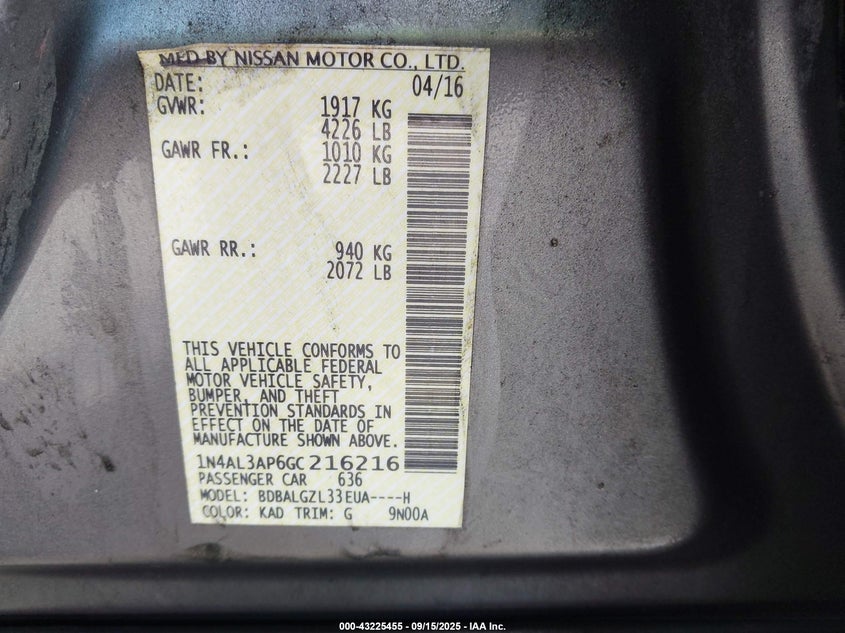 MFD BY NISSAN MOTOR CO., LTD.
DATE: 04/16
GVWR: 1917 KG
4226 LB
GAWR FR.: 1010 KG
2227 LB
GAWR RR.: 940 KG
2072 LB
THIS VEHICLE CONFORMS TO
ALL APPLICABLE FEDERAL
MOTOR VEHICLE SAFETY,
BUMPER, AND THEFT
PREVENTION STANDARDS IN
EFFECT ON THE DATE OF
MANUFACTURE SHOWN ABOVE.
1N4AL3AP6GC216216
PASSENGER CAR 636
MODEL: BDBALGZL33EUA----H
COLOR: KAD TRIM: G 9N00A
000-43225455 - 09/15/2025 - IAA Inc.